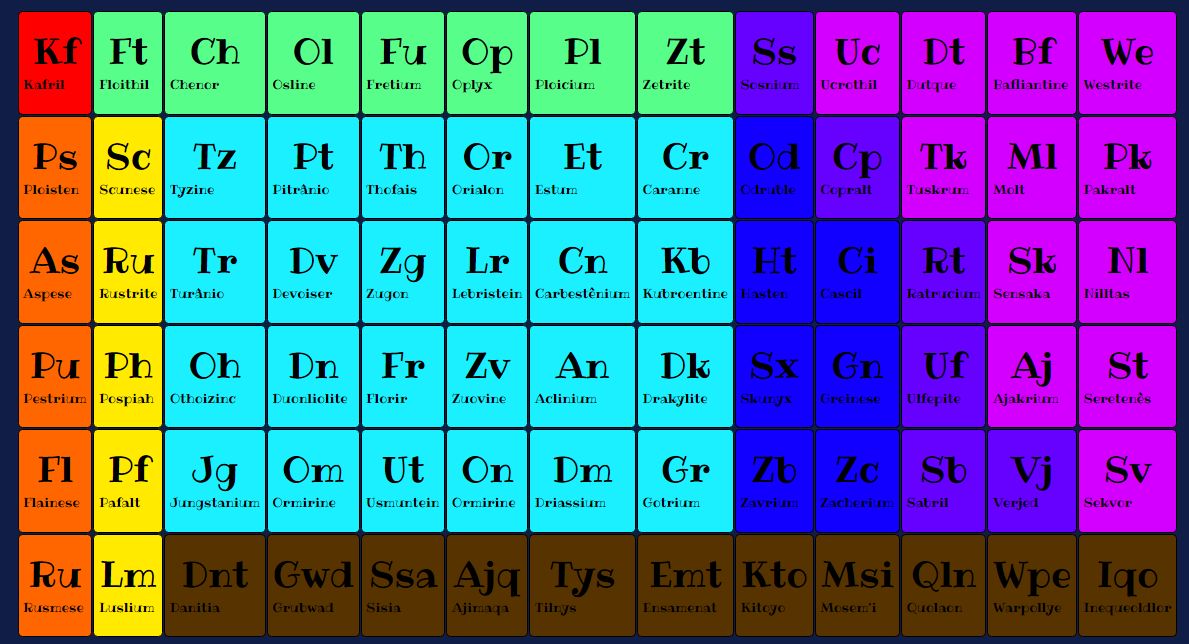 Kf Ft Ch Ol Fu Op Pl Zt Ss Uc Dt Bf We
Kafril Floithil Chenor Osline Fretium Oplyx Ploicium Zetrite Sosnium Ucrothil Dutque Bafliantine Westrite
Ps Sc Tz Pt Th Or Et Cr Od Cp Tk Ml Pk
Ploisten Scunese Tyzine Pitrânio Thofais Orialon Estum Caranne Odruble Copralt Tuskrum Molt Pakralt
As Ru Tr Dv Zg Lr Cn Kb Ht Ci Rt Sk Nl
Aspese Rustrite Turânio Devoiser Zugon Lebristein Carbestênium Kubroentine Hasten Cascil Ratrucium Sensaka Nilltas
Pu Ph Oh Dn Fr Zv An Dk Sx Gn Uf Aj St
Pestrium Pospiah Othoizinc Duonliolite Florir Zuovine Aclinium Drakylite Skunyx Greinese Ulfepite Ajakrium Seretenês
Fl Pf Jg Om Ut On Dm Gr Zb Zc Sb Vj Sv
Flainese Pafalt Jungstanium Ormirine Usmuntein Ormirine Driassium Gotrium Zavrium Zacherium Sabril Verjed Sekvor
Ru Lm Dnt Gwd Ssa Ajq Tys Emt Kto Msi Qln Wpe Iqo
Rusmese Luslium Danitia Grubwad Sisia Ajimaqa Tilnys Ensamenat Kitoyo Mosem'i Quolaon Warpollye Inequeoldlor